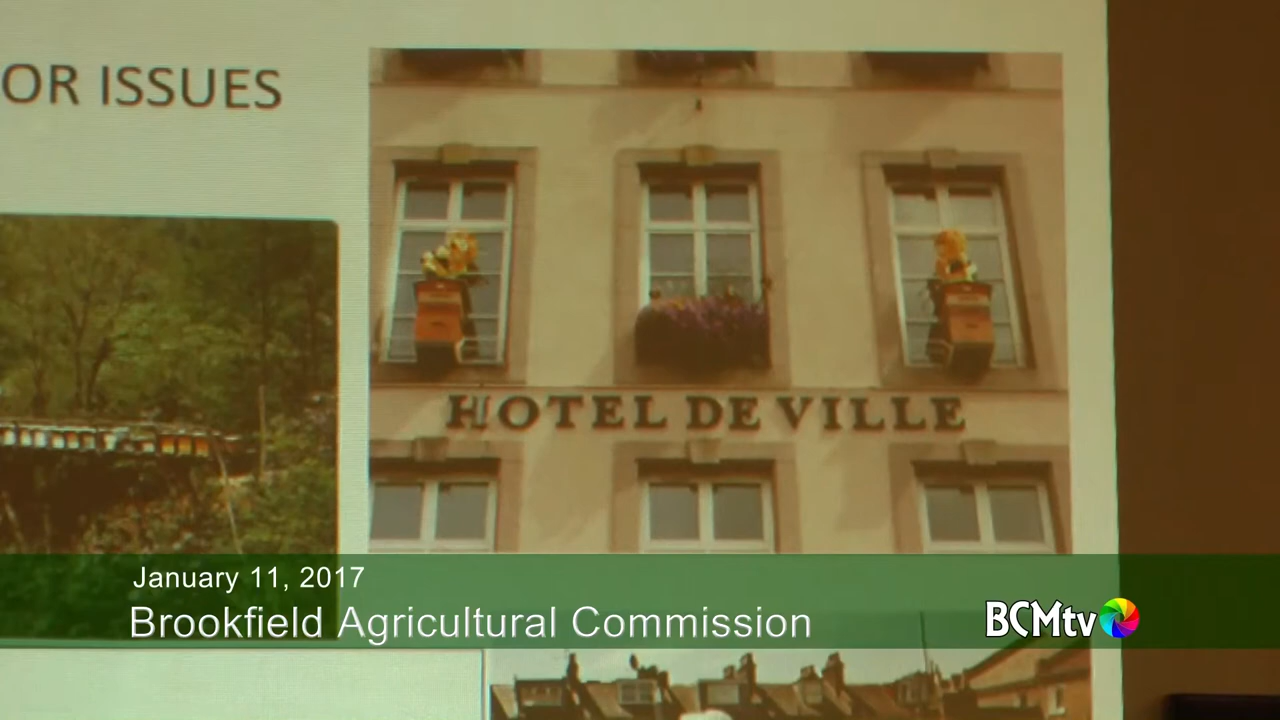 OR ISSUES
HOTEL DE VILLE
January 11, 2017
Brookfield Agricultural Commission
BCMtv